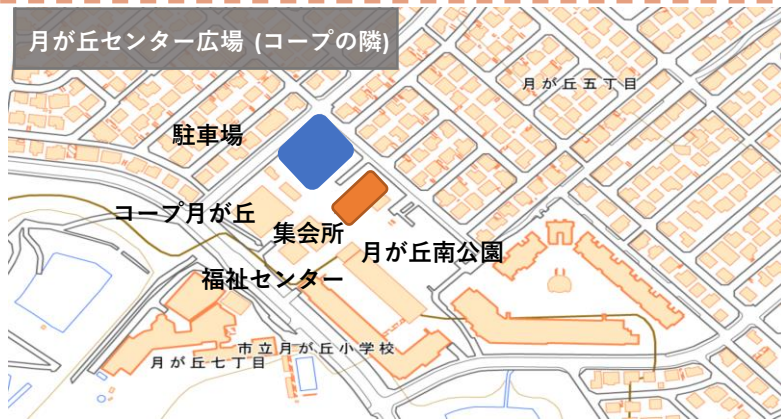 月が丘センター広場 (コープの隣)
月が丘五丁目
駐車場
コープ月が丘
集会所
月が丘南公園
福祉センター
市立月が丘小学校
月が丘七丁目